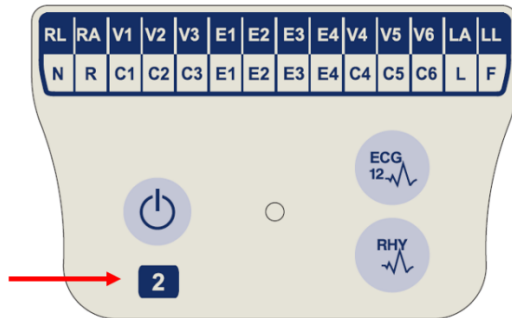 RL RA V1 V2 V3 E1 E2 E3 E4 V4 V5 V6 LA LL
N R C1 C2 C3 E1 E2 E3 E4 C4 C5 C6 L F
ECG
12
RHY
2